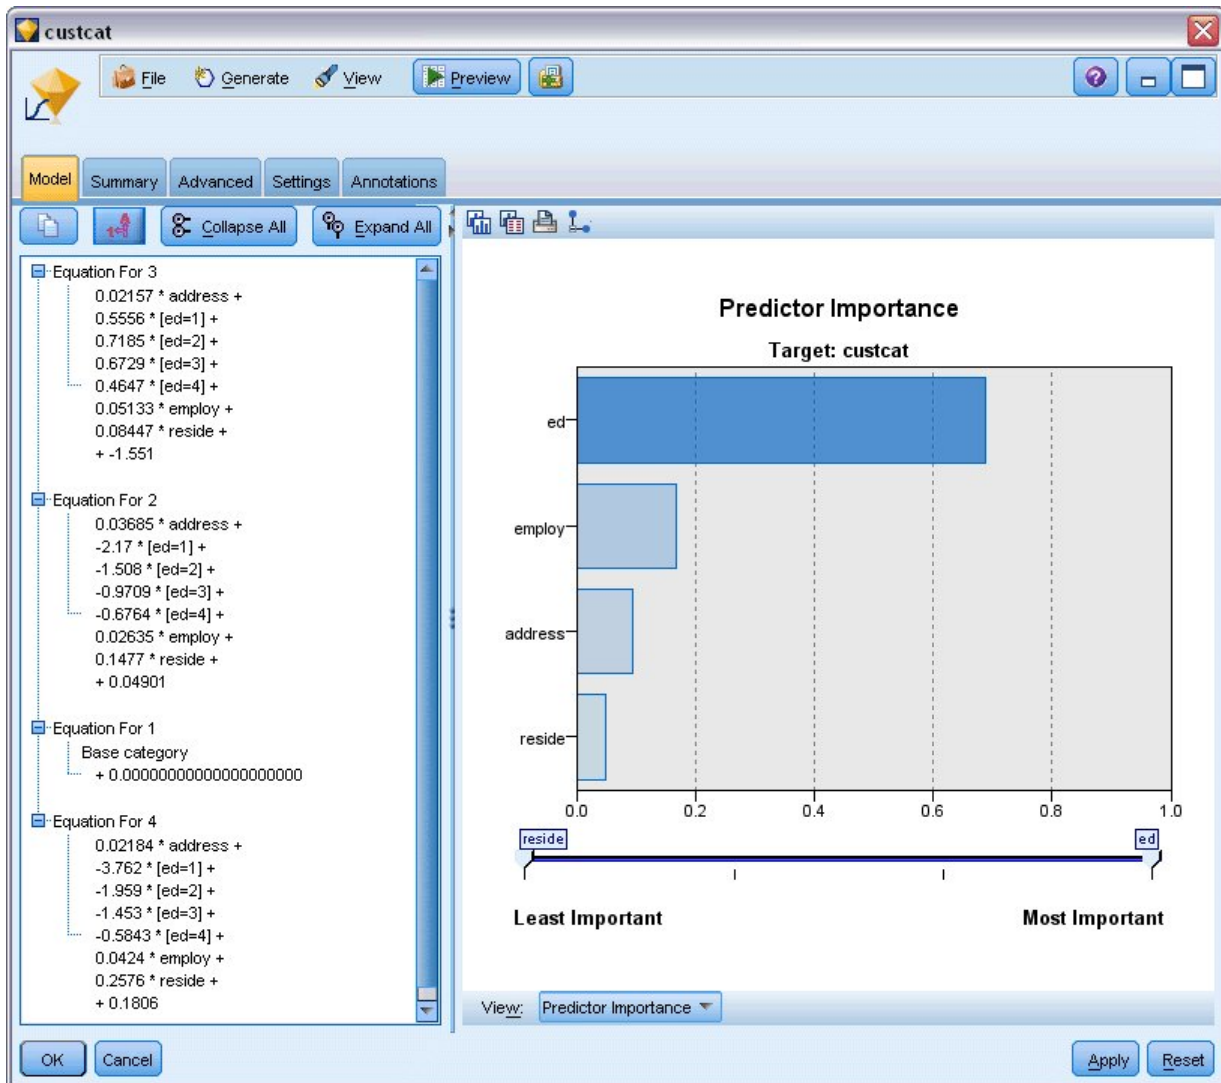 custcat
File Generate View Preview
Model Summary Advanced Settings Annotations
Collapse All Expand All
Equation For 3
0.02157 * address +
0.5556 * [ed=1] +
0.7185 * [ed=2] +
0.6729 * [ed=3] +
0.4647 * [ed=4] +
0.05133 * employ +
0.08447 * reside +
+ -1.551
Equation For 2
0.03685 * address +
-2.17 * [ed=1] +
-1.508 * [ed=2] +
-0.9709 * [ed=3] +
-0.6764 * [ed=4] +
0.02635 * employ +
0.1477 * reside +
+ 0.04901
Equation For 1
Base category
+ 0.00000000000000000000
Equation For 4
0.02184 * address +
-3.762 * [ed=1] +
-1.959 * [ed=2] +
-1.453 * [ed=3] +
-0.5843 * [ed=4] +
0.0424 * employ +
0.2576 * reside +
+ 0.1806
Predictor Importance
Target: custcat
ed
employ
address
reside
0.0 0.2 0.4 0.6 0.8 1.0
reside ed
Least Important Most Important
View: Predictor Importance
OK Cancel Apply Reset